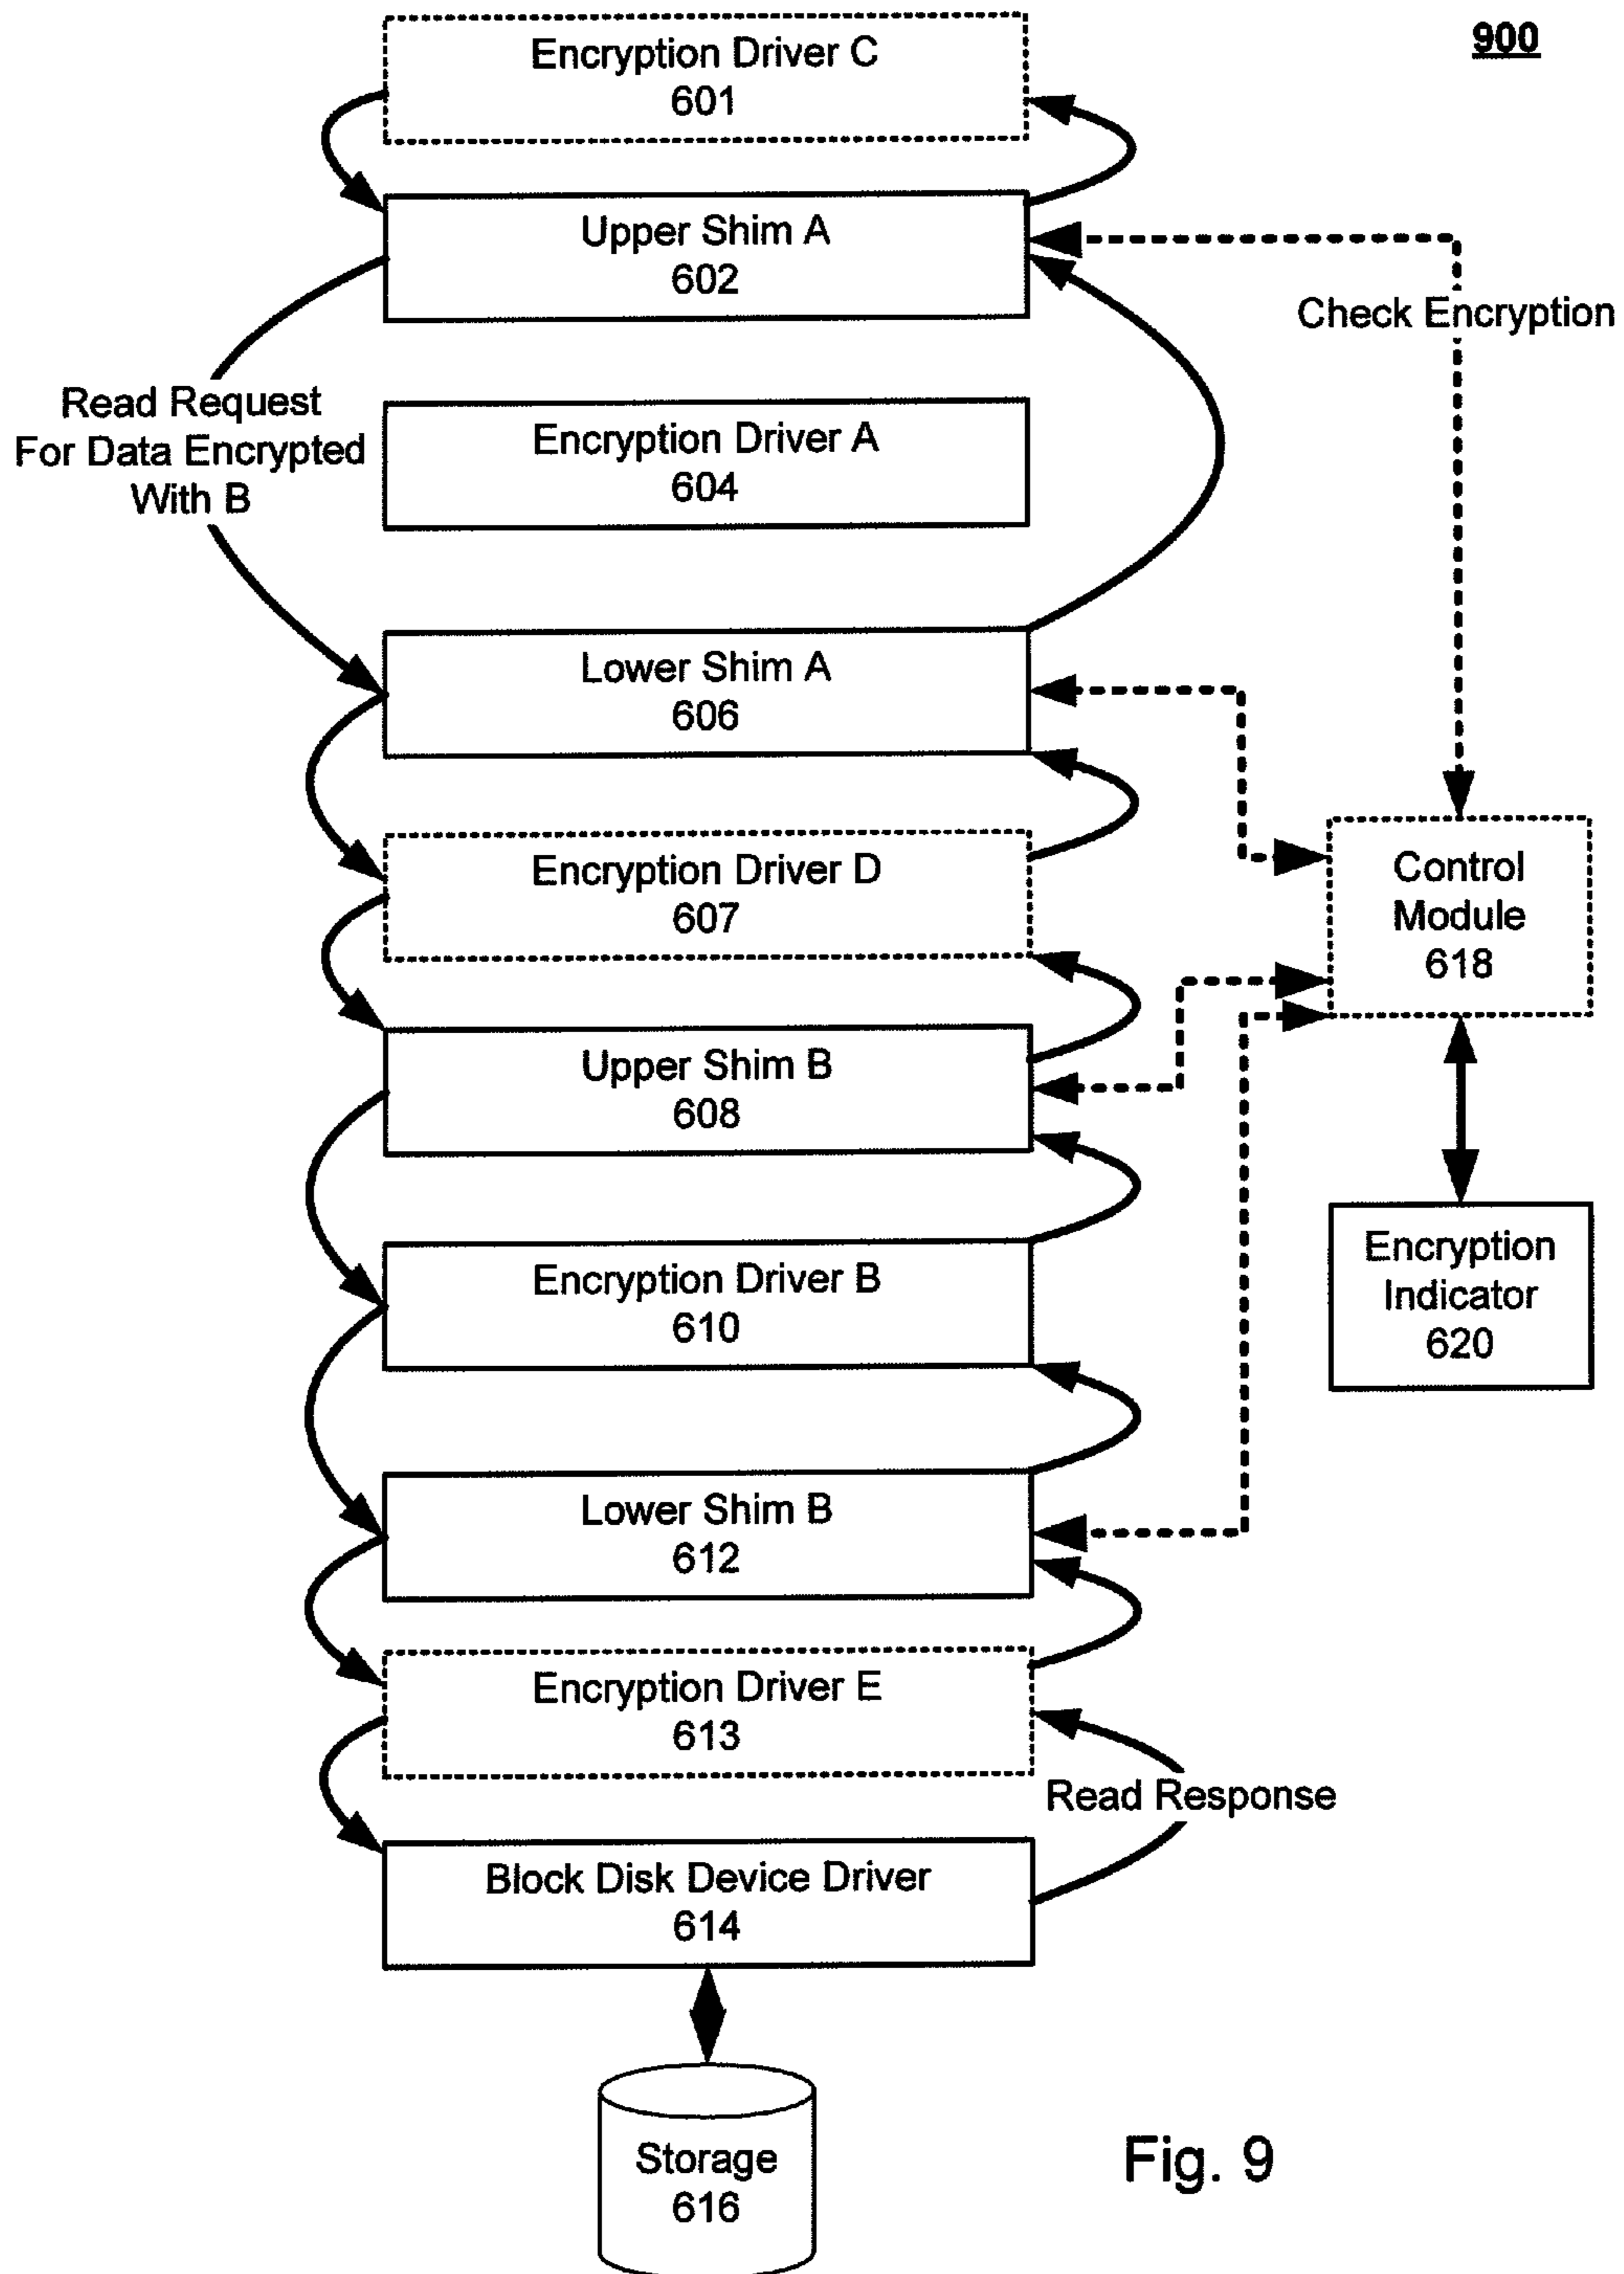 900
Encryption Driver C
601
Upper Shim A
602
Check Encryption
Read Request
For Data Encrypted
With B
Encryption Driver A
604
Lower Shim A
606
Encryption Driver D
607
Control
Module
618
Upper Shim B
608
Encryption Driver B
610
Encryption
Indicator
620
Lower Shim B
612
Encryption Driver E
613
Read Response
Block Disk Device Driver
614
Storage
616
Fig. 9